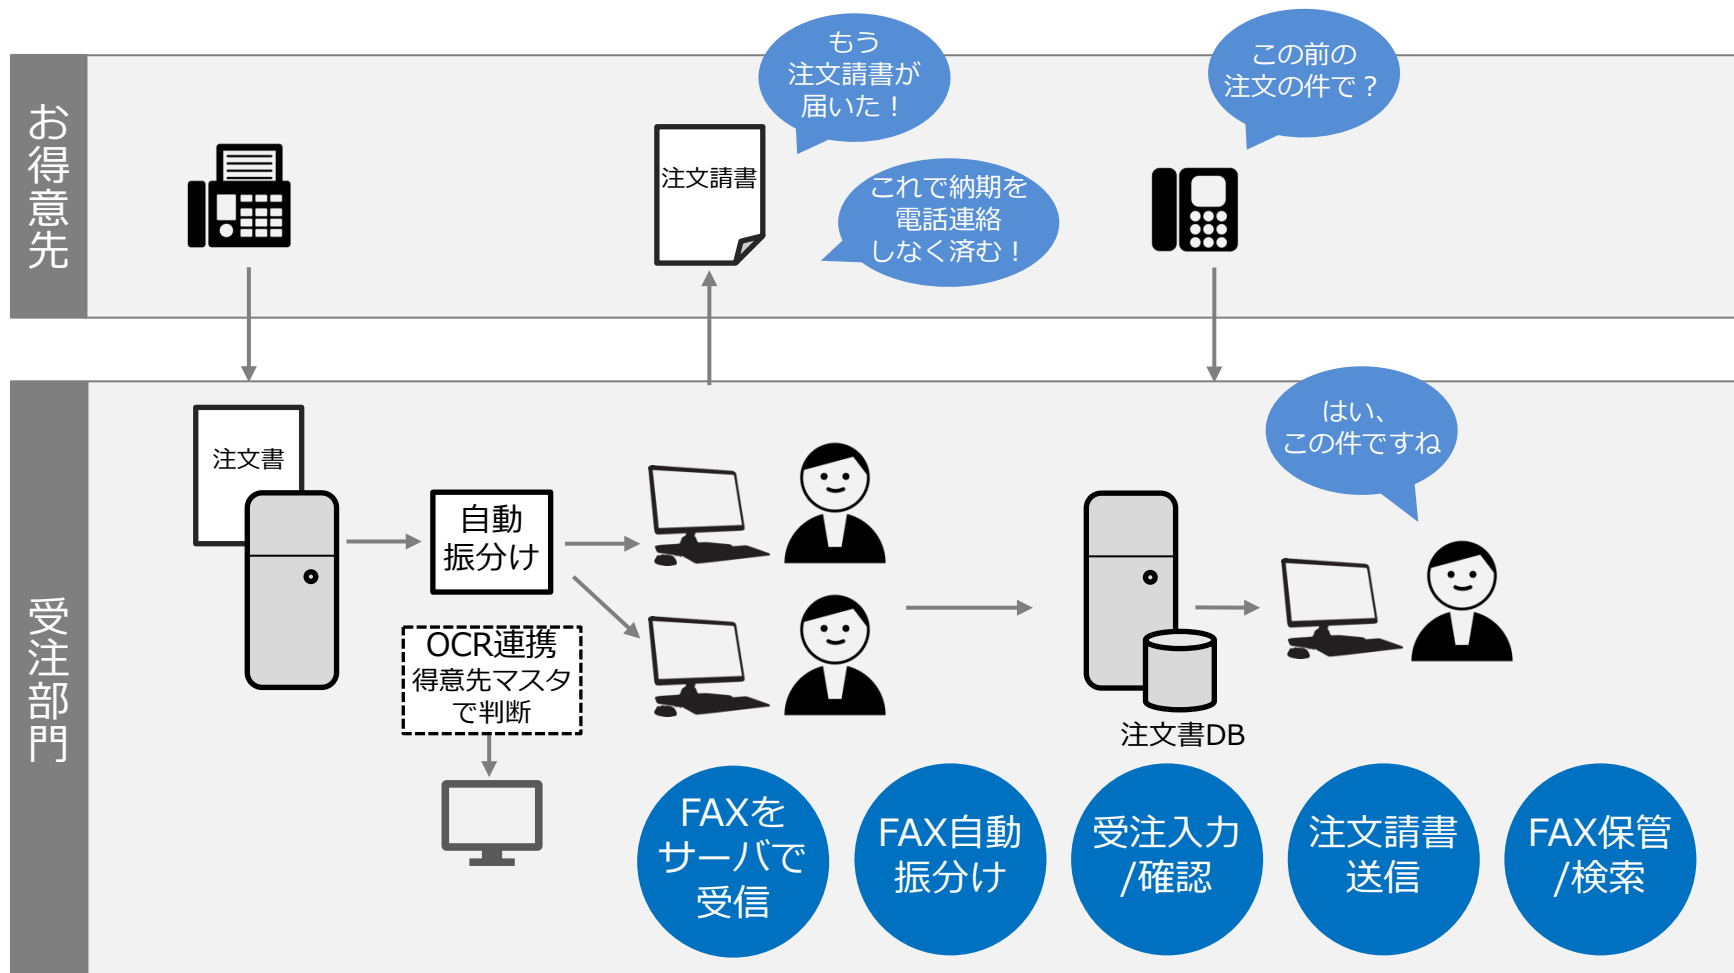 お得意先
もう
注文請書が
届いた！
この前の
注文の件で？
注文請書
これで納期を
電話連絡
しなく済む！
受注部門
注文書
はい、
この件ですね
自動
振分け
OCR連携
得意先マスタ
で判断
注文書DB
FAXを
サーバで
受信
FAX自動
振分け
受注入力
/確認
注文請書
送信
FAX保管
/検索